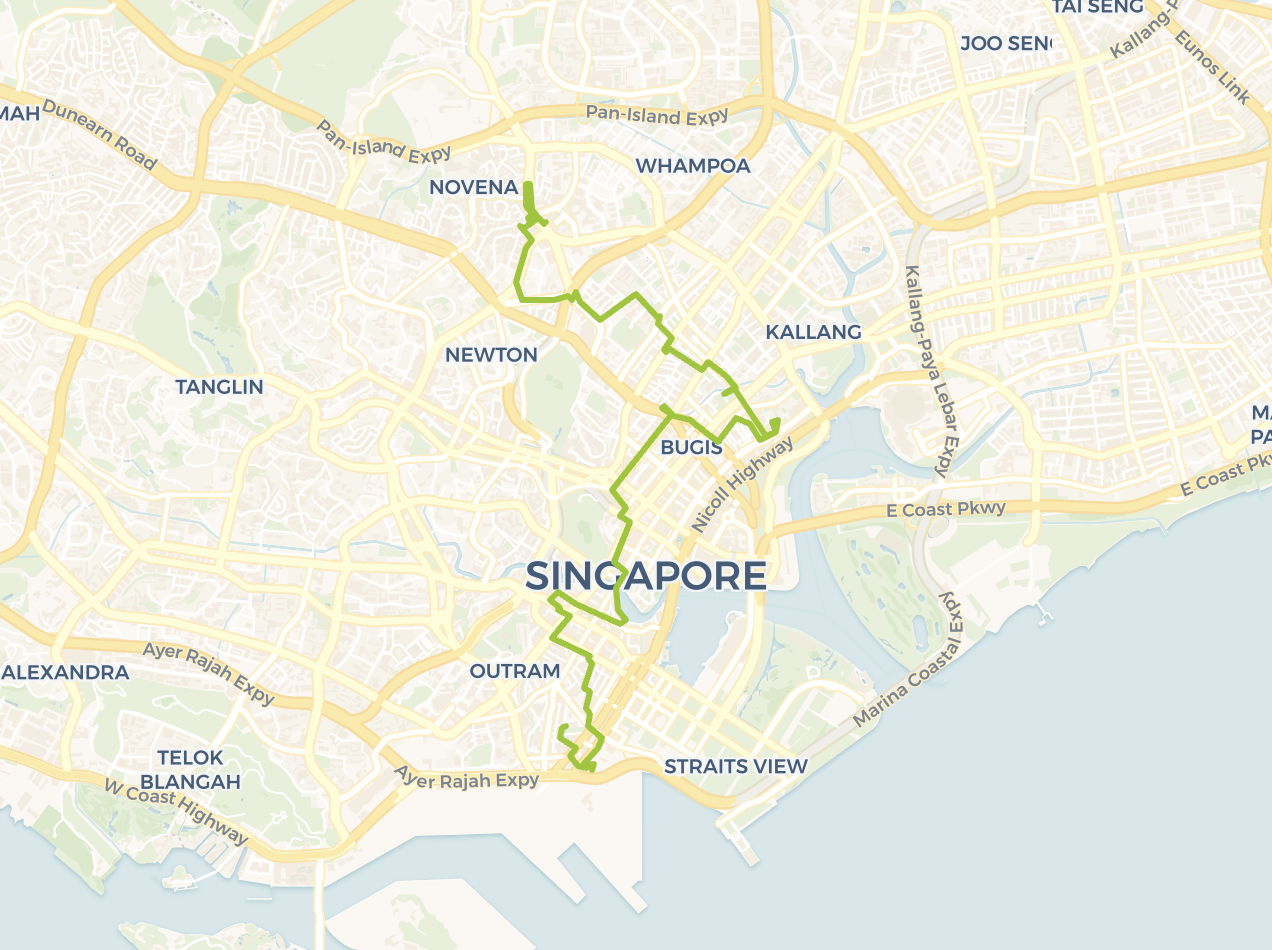 TAI SENG
JOO SEN
Kallang-P
Eunos Link
MAH
Dunearn Road
Pan-Island Expy
Pan-Island Expy
WHAMPOA
NOVENA
KALLANG
Kallang-Paya Lebar Expy
NEWTON
TANGLIN
MA
PA
BUGIS
Nicoll Highway
E Coast Pkwy
E Coast Pkw
SINGAPORE
Marina Coastal Expy
ALEXANDRA
Ayer Rajah Expy
OUTRAM
STRAITS VIEW
TELOK
BLANGAH
Ayer Rajah Expy
W Coast Highway